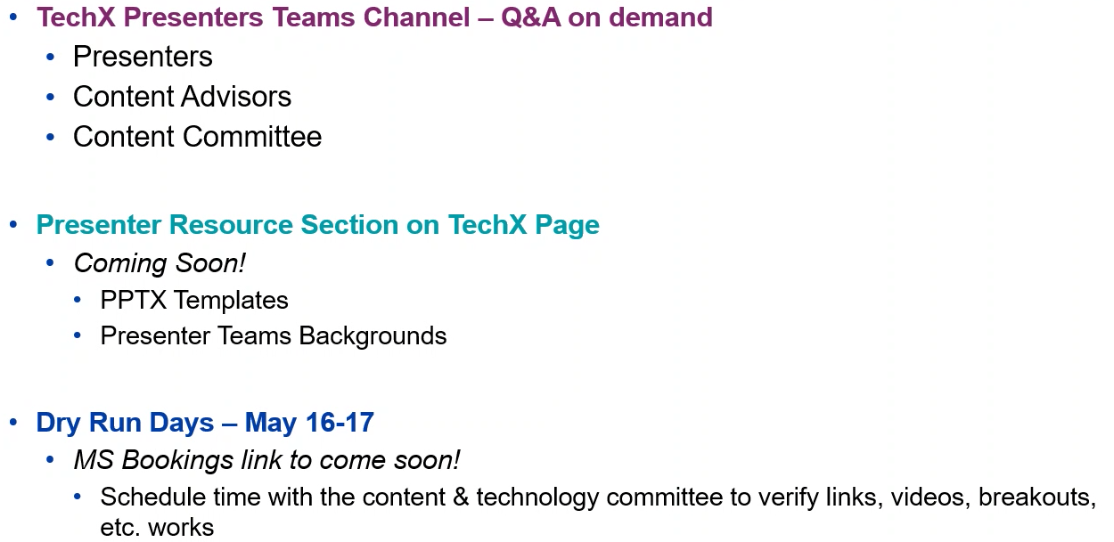 • TechX Presenters Teams Channel – Q&A on demand
• Presenters
• Content Advisors
• Content Committee
• Presenter Resource Section on TechX Page
• Coming Soon!
• PPTX Templates
• Presenter Teams Backgrounds
• Dry Run Days – May 16-17
• MS Bookings link to come soon!
• Schedule time with the content & technology committee to verify links, videos, breakouts,
etc. works